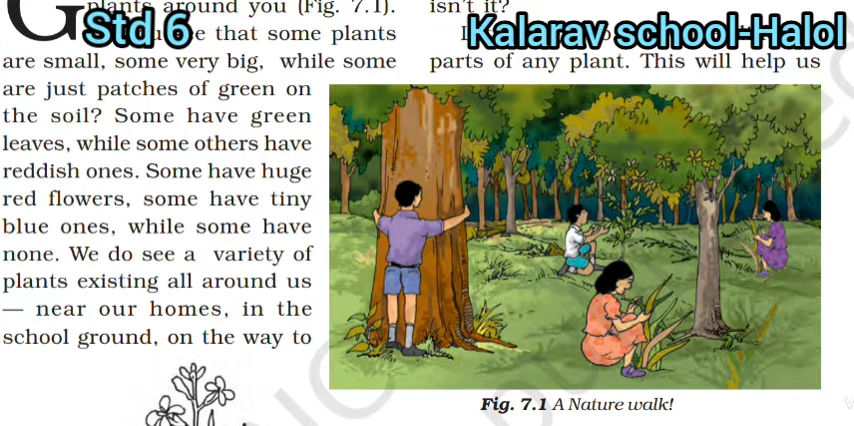 plants around you (Fig. 7.1).
Std 6
that some plants
are small, some very big, while some
are just patches of green on
the soil? Some have green
leaves, while some others have
reddish ones. Some have huge
red flowers, some have tiny
blue ones, while some have
none. We do see a variety of
plants existing all around us
— near our homes, in the
school ground, on the way to
isn't it?
Kalarav school-Halol
parts of any plant. This will help us
Fig. 7.1 A Nature walk!